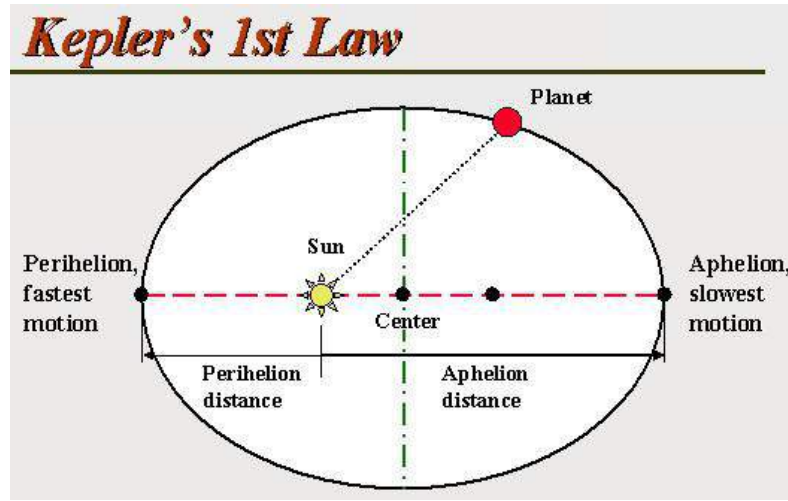 Kepler's 1st Law
Planet
Sun
Perihelion,
fastest
motion
Aphelion,
slowest
motion
Center
Perihelion
distance
Aphelion
distance